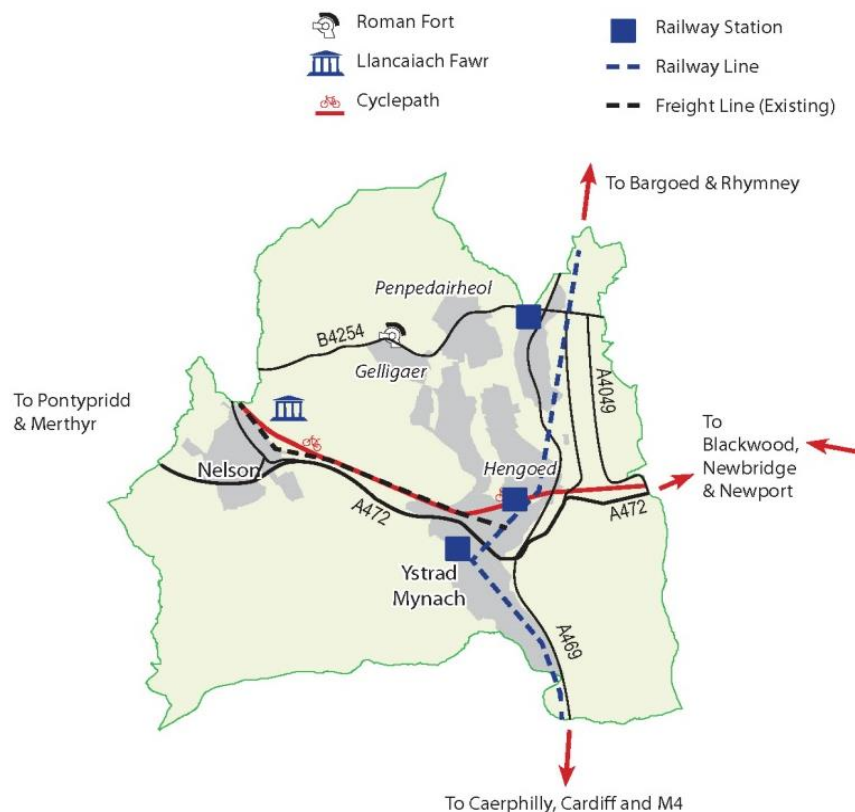 Roman Fort
Llancaiach Fawr
Cyclepath
Railway Station
Railway Line
Freight Line (Existing)
To Bargoed & Rhymney
Penpedairheol
B4254
Gelligaer
A4049
To Pontypridd
& Merthyr
To
Blackwood,
Newbridge
& Newport
Nelson
Hengoed
A472
A472
Ystrad
Mynach
A469
To Caerphilly, Cardiff and M4